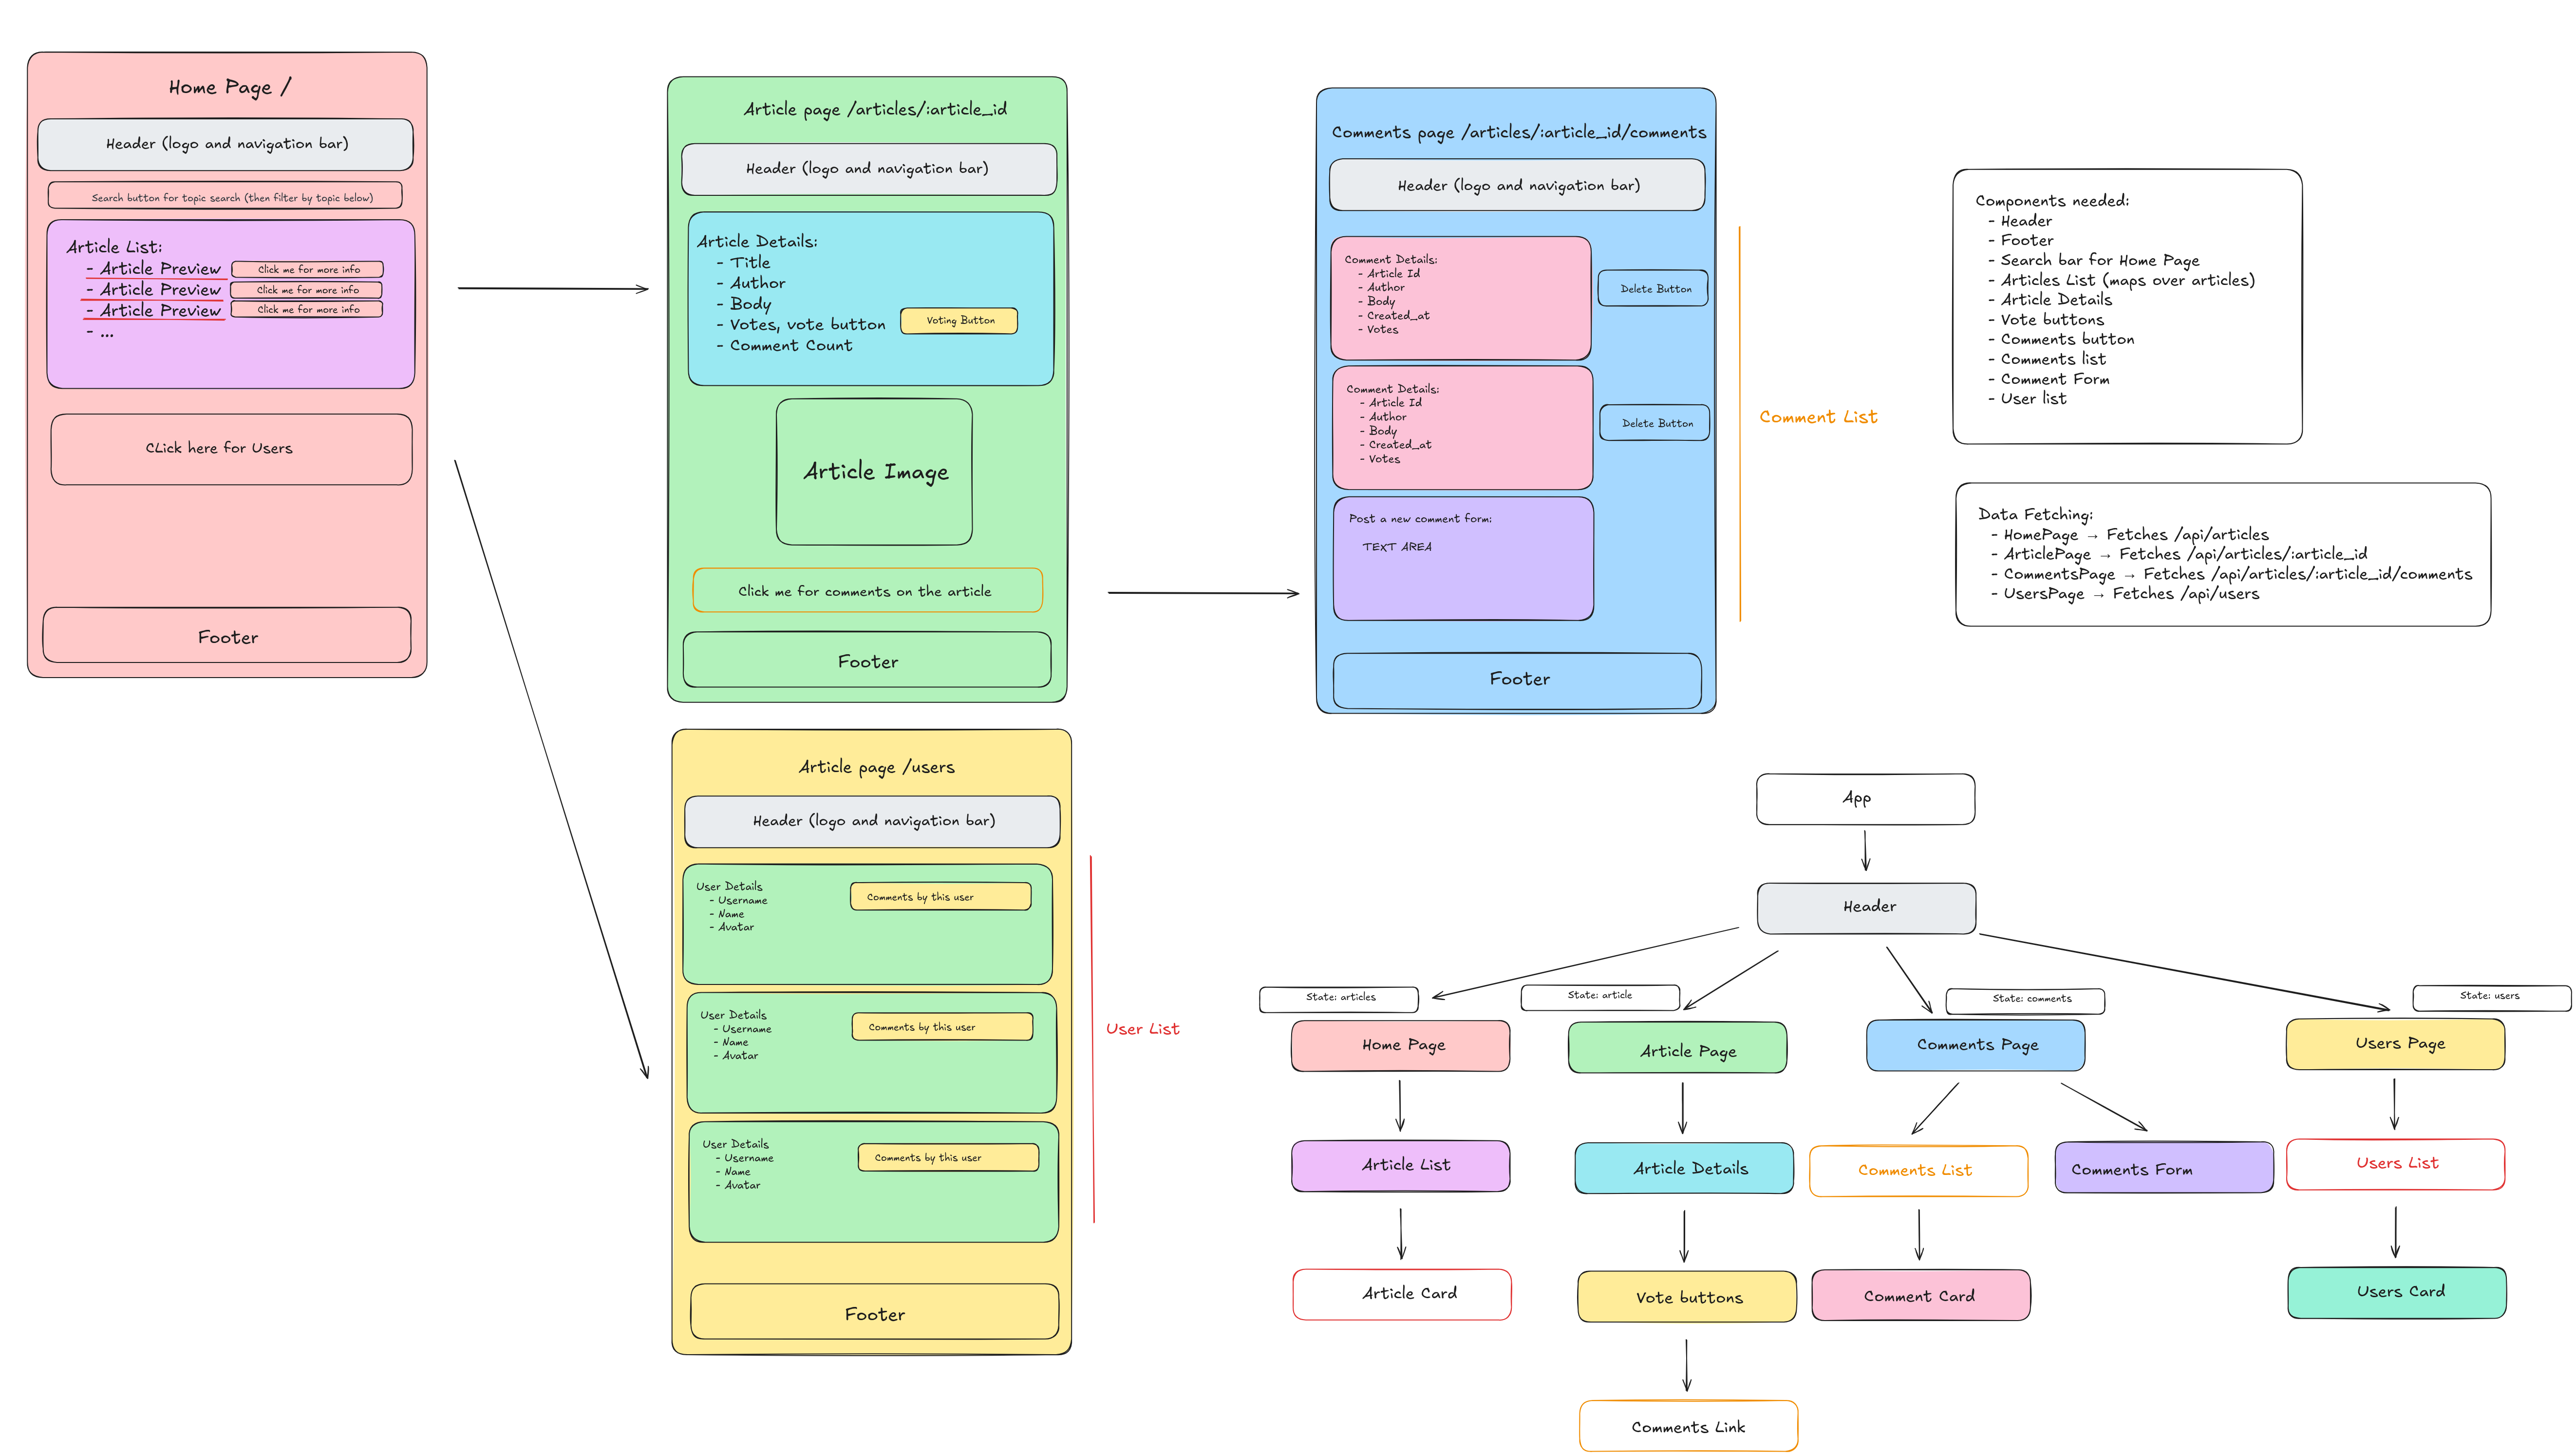 Home Page /
Header (logo and navigation bar)
Search button for topic search (then filter by topic below)
Article List:
- Article Preview
Click me for more info
- Article Preview
Click me for more info
- Article Preview
Click me for more info
- ...
CLick here for Users
Footer
Article page /articles/:article_id
Header (logo and navigation bar)
Article Details:
- Title
- Author
- Body
- Votes, vote button
Voting Button
- Comment Count
Article Image
Click me for comments on the article
Footer
Comments page /articles/:article_id/comments
Header (logo and navigation bar)
Comment Details:
- Article Id
- Author
- Body
- Created_at
- Votes
Delete Button
Comment Details:
- Article Id
- Author
- Body
- Created_at
- Votes
Delete Button
Post a new comment form:
TEXT AREA
Footer
Comment List
Components needed:
- Header
- Footer
- Search bar for Home Page
- Articles List (maps over articles)
- Article Details
- Vote buttons
- Comments button
- Comments list
- Comment Form
- User list
Data Fetching:
- HomePage → Fetches /api/articles
- ArticlePage → Fetches /api/articles/:article_id
- CommentsPage → Fetches /api/articles/:article_id/comments
- UsersPage → Fetches /api/users
Article page /users
Header (logo and navigation bar)
User Details
- Username
- Name
- Avatar
Comments by this user
User Details
- Username
- Name
- Avatar
Comments by this user
User Details
- Username
- Name
- Avatar
Comments by this user
Footer
User List
App
Header
State: articles
State: article
State: comments
State: users
Home Page
Article Page
Comments Page
Users Page
Article List
Article Details
Comments List
Comments Form
Users List
Article Card
Vote buttons
Comment Card
Users Card
Comments Link